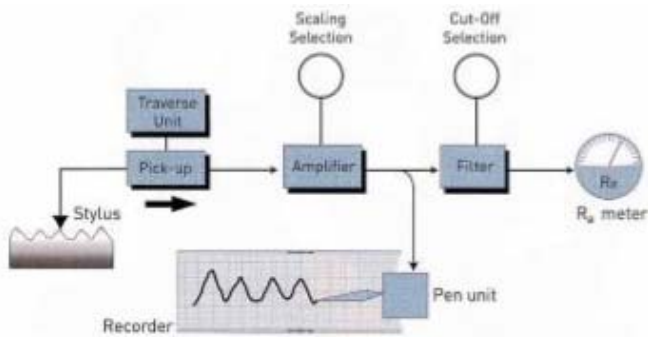 Scaling
Selection
Cut-Off
Selection
Traverse
Unit
Pick-up
Amplifier
Filter
Ra
Stylus
Ra meter
Pen unit
Recorder